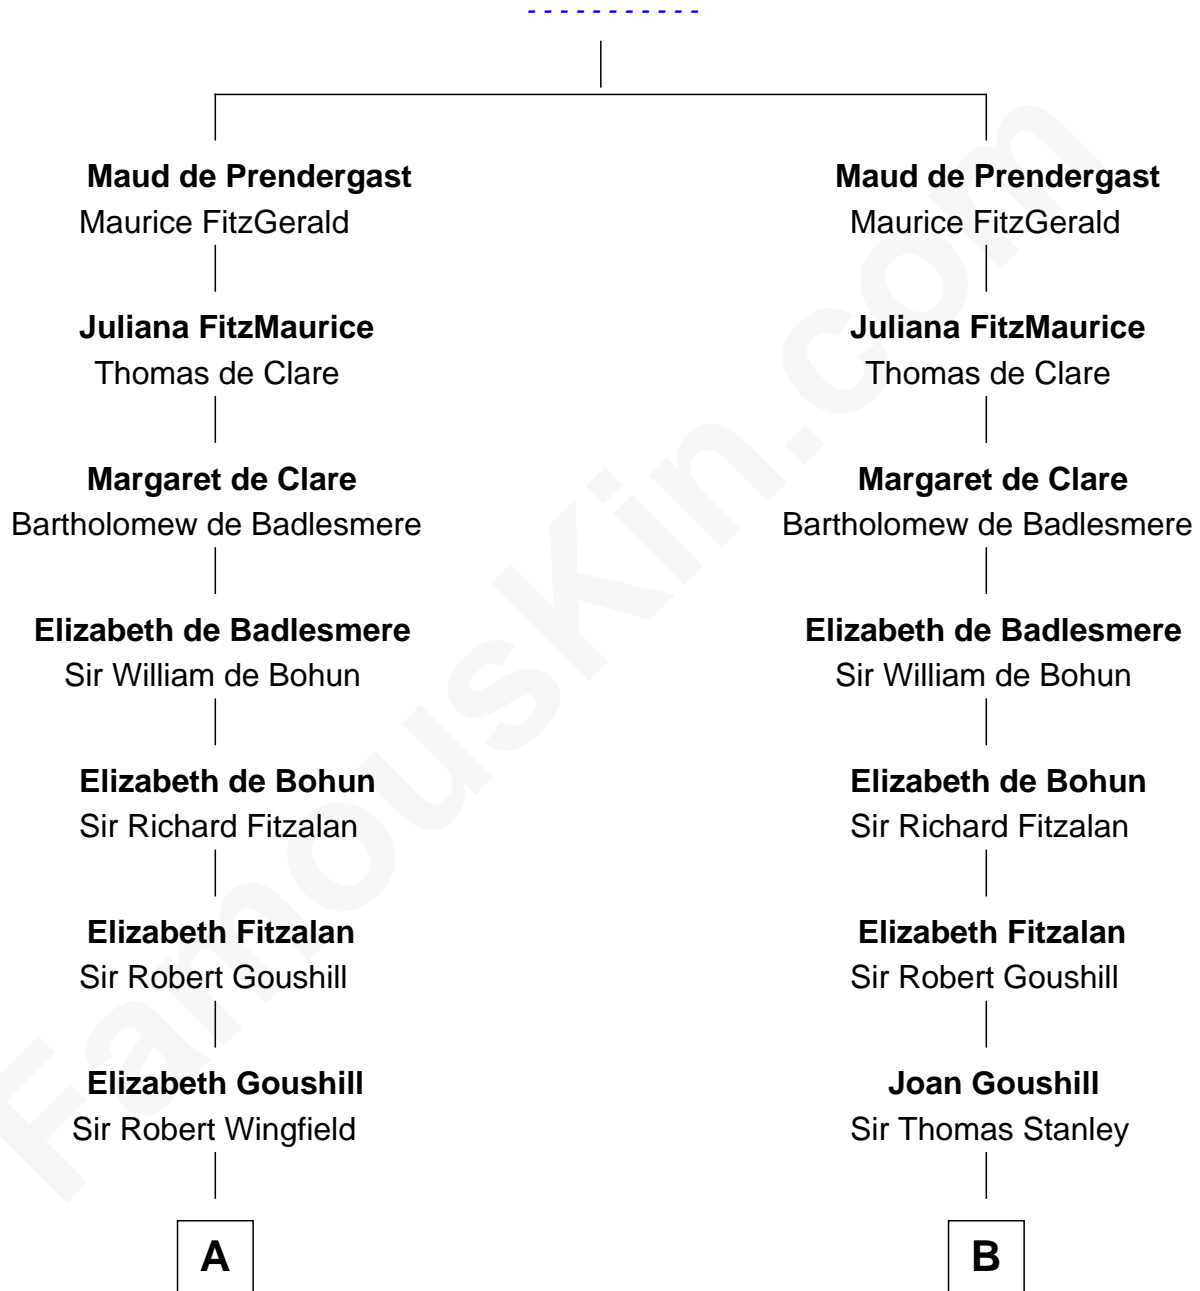 - - - - - - - - - - -
Maud de Prendergast
Maurice FitzGerald
Maud de Prendergast
Maurice FitzGerald
Juliana FitzMaurice
Thomas de Clare
Juliana FitzMaurice
Thomas de Clare
Margaret de Clare
Bartholomew de Badlesmere
Margaret de Clare
Bartholomew de Badlesmere
Elizabeth de Badlesmere
Sir William de Bohun
Elizabeth de Badlesmere
Sir William de Bohun
Elizabeth de Bohun
Sir Richard Fitzalan
Elizabeth de Bohun
Sir Richard Fitzalan
Elizabeth Fitzalan
Sir Robert Goushill
Elizabeth Fitzalan
Sir Robert Goushill
Elizabeth Goushill
Sir Robert Wingfield
Joan Goushill
Sir Thomas Stanley
A
B
FamousKin.com